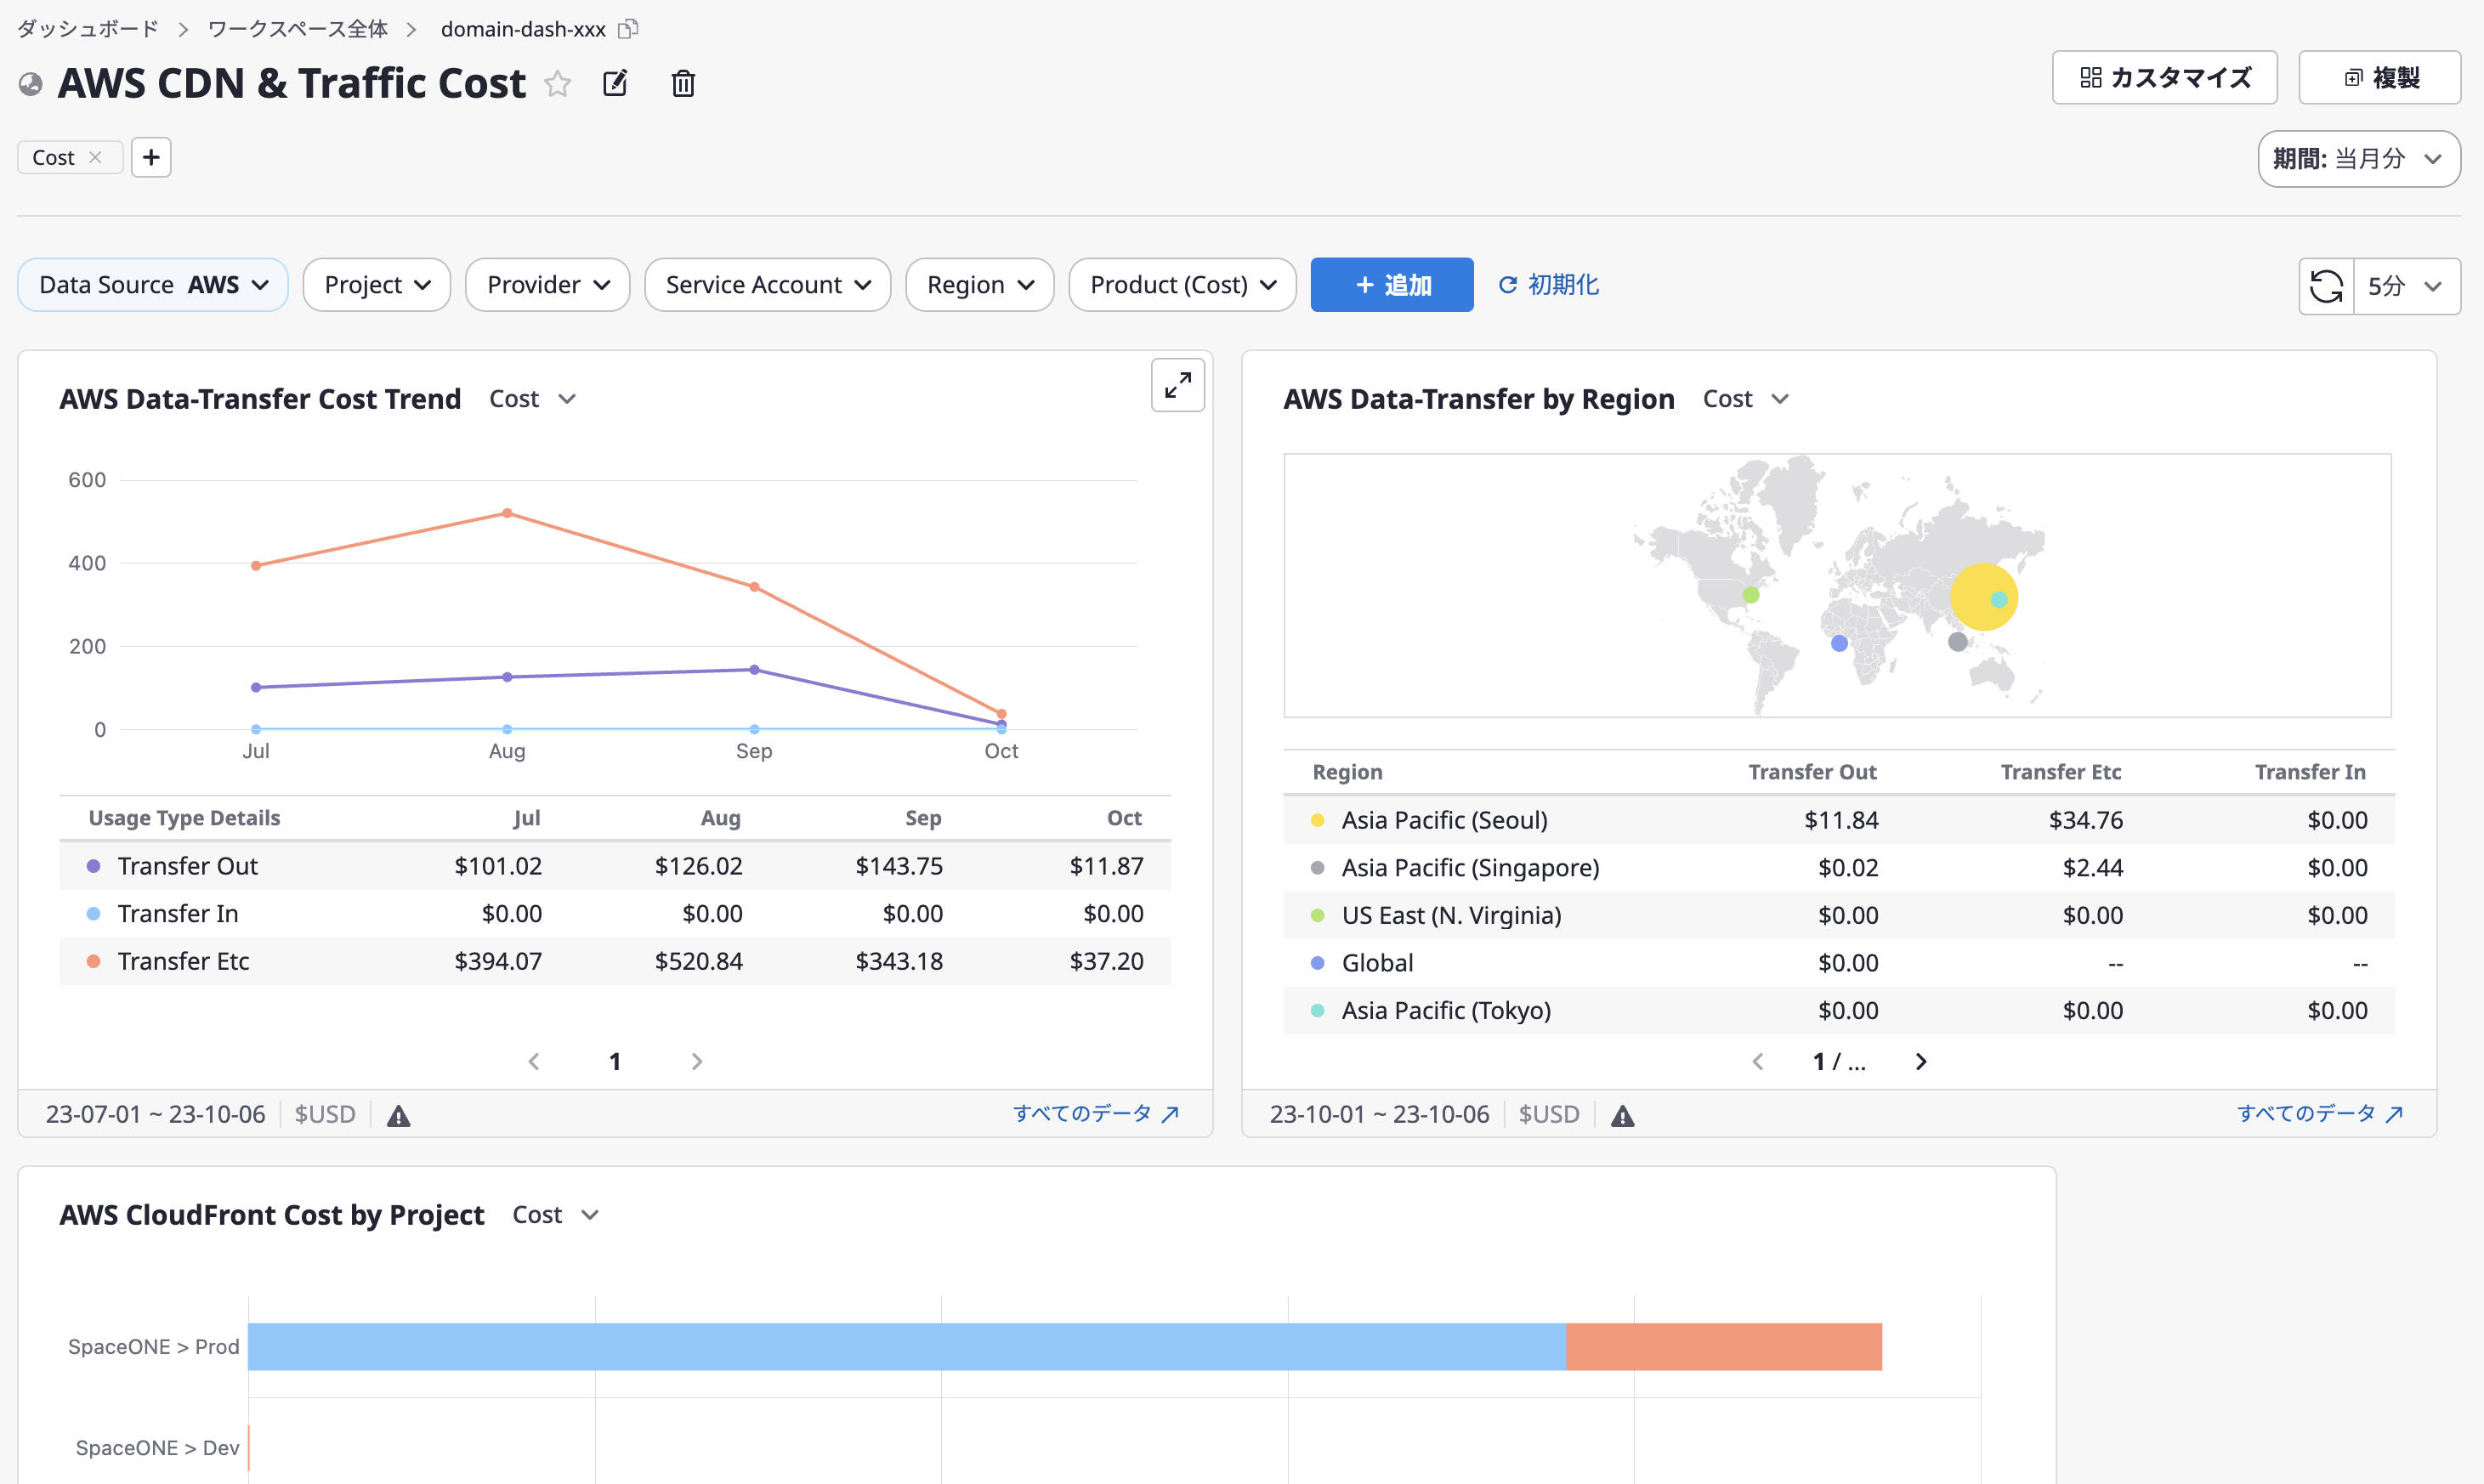 ダッシュボード > ワークスペース全体 > domain-dash-xxx
AWS CDN & Traffic Cost
カスタマイズ
複製
Cost
期間: 当月分
Data Source AWS
Project
Provider
Service Account
Region
Product (Cost)
+ 追加
初期化
5分
AWS Data-Transfer Cost Trend Cost
600
400
200
0
Jul Aug Sep Oct
Usage Type Details Jul Aug Sep Oct
Transfer Out $101.02 $126.02 $143.75 $11.87
Transfer In $0.00 $0.00 $0.00 $0.00
Transfer Etc $394.07 $520.84 $343.18 $37.20
1
23-07-01 ~ 23-10-06 $USD すべてのデータ
AWS Data-Transfer by Region Cost
Region Transfer Out Transfer Etc Transfer In
Asia Pacific (Seoul) $11.84 $34.76 $0.00
Asia Pacific (Singapore) $0.02 $2.44 $0.00
US East (N. Virginia) $0.00 $0.00 $0.00
Global $0.00 -- --
Asia Pacific (Tokyo) $0.00 $0.00 $0.00
1 / ...
23-10-01 ~ 23-10-06 $USD すべてのデータ
AWS CloudFront Cost by Project Cost
SpaceONE > Prod
SpaceONE > Dev